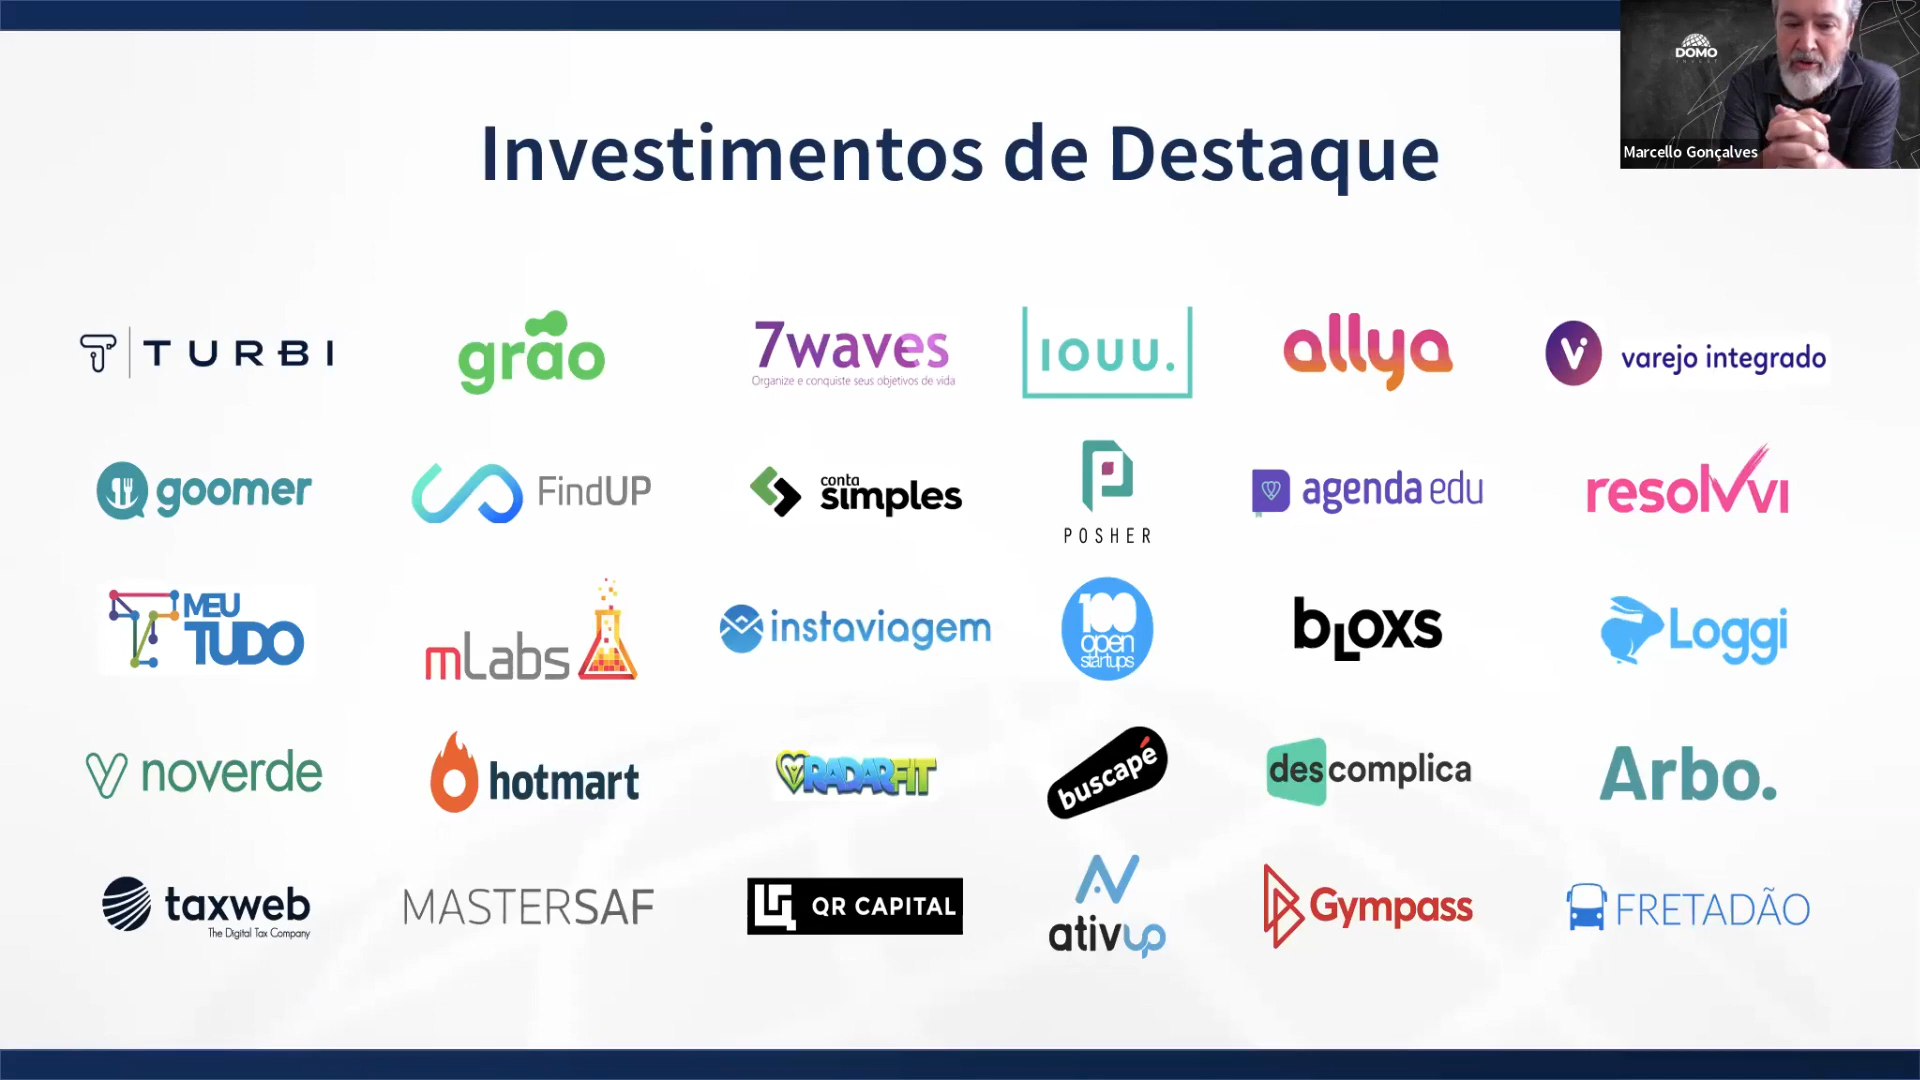 DOMO
INVEST
Marcello Gonçalves
Investimentos de Destaque
TURBI
grão
7waves
Organize e conquiste seus objetivos de vida
IOUU.
allya
varejo integrado
goomer
FindUP
conta
simples
POSHER
agenda edu
resolvvi
MEU
TUDO
mLabs
instaviagem
100
open
startups
bloxs
Loggi
noverde
hotmart
RADARFIT
buscapé
descomplica
Arbo.
taxweb
The Digital Tax Company
MASTERSAF
QR CAPITAL
ativup
Gympass
FRETADÃO